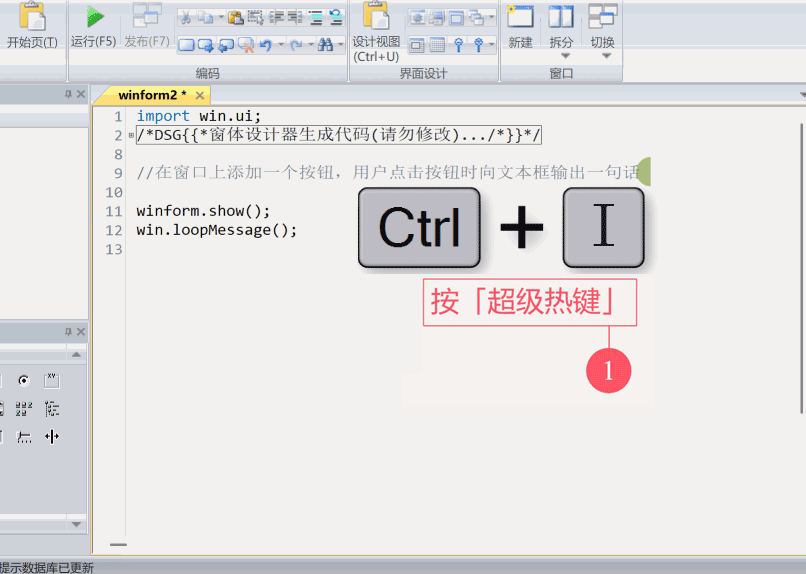 开始页(T)
运行(F5)
发布(F7)
设计视图
(Ctrl+U)
新建
拆分
切换
编码
界面设计
窗口
winform2 *
1 import win.ui;
2 /*DSG{{*窗体设计器生成代码(请勿修改).../*}}*/
8
9 //在窗口上添加一个按钮，用户点击按钮时向文本框输出一句话
10
11 winform.show();
12 win.loopMessage();
13
Ctrl + I
按「超级热键」
1
提示数据库已更新